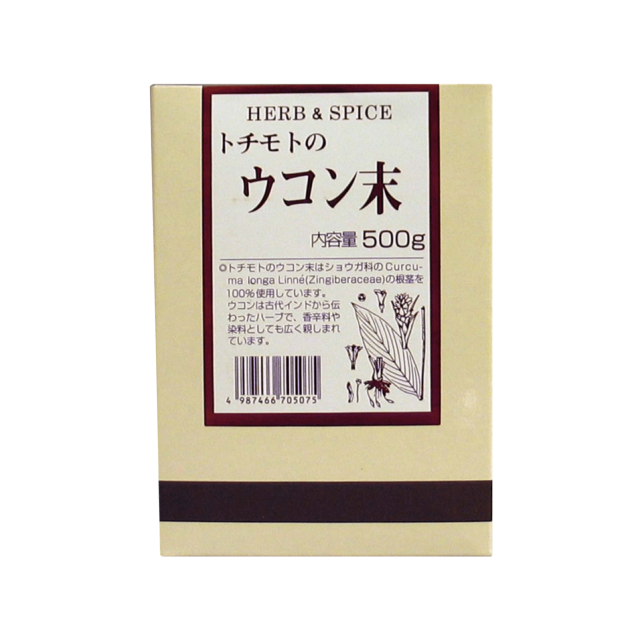 HERB & SPICE
トチモトの
ウコン末
内容量 500g
◎トチモトのウコン末はショウガ科のCurcu-
ma longa Linné(Zingiberaceae)の根茎を
100%使用しています。
ウコンは古代インドから伝
わったハーブで、香辛料や
染料としても広く親しまれ
ています。
4 987466 705075